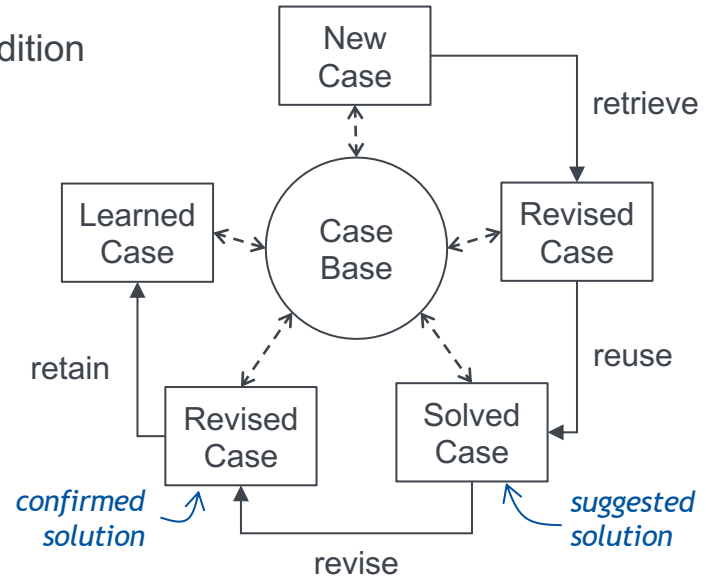 dition
New
Case
retrieve
Learned
Case
Case
Base
Revised
Case
retain
reuse
Revised
Case
Solved
Case
confirmed
solution
suggested
solution
revise